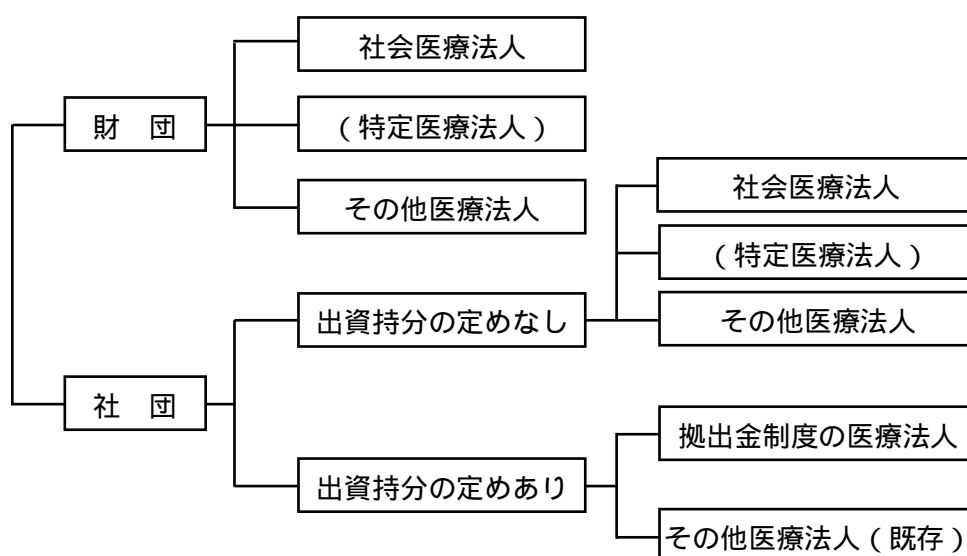 財 団
社会医療法人
(特定医療法人)
その他医療法人
社 団
出資持分の定めなし
社会医療法人
(特定医療法人)
その他医療法人
出資持分の定めあり
拠出金制度の医療法人
その他医療法人(既存)